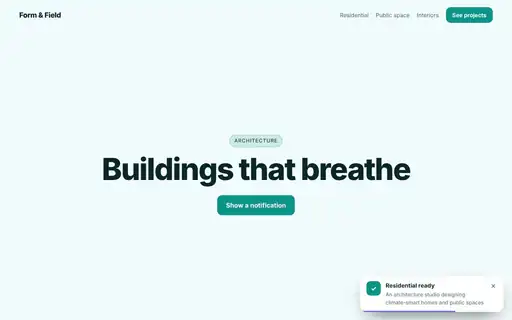 Form & Field
Residential Public space Interiors See projects
ARCHITECTURE
Buildings that breathe
Show a notification
Residential ready
An architecture studio designing
climate-smart homes and public spaces